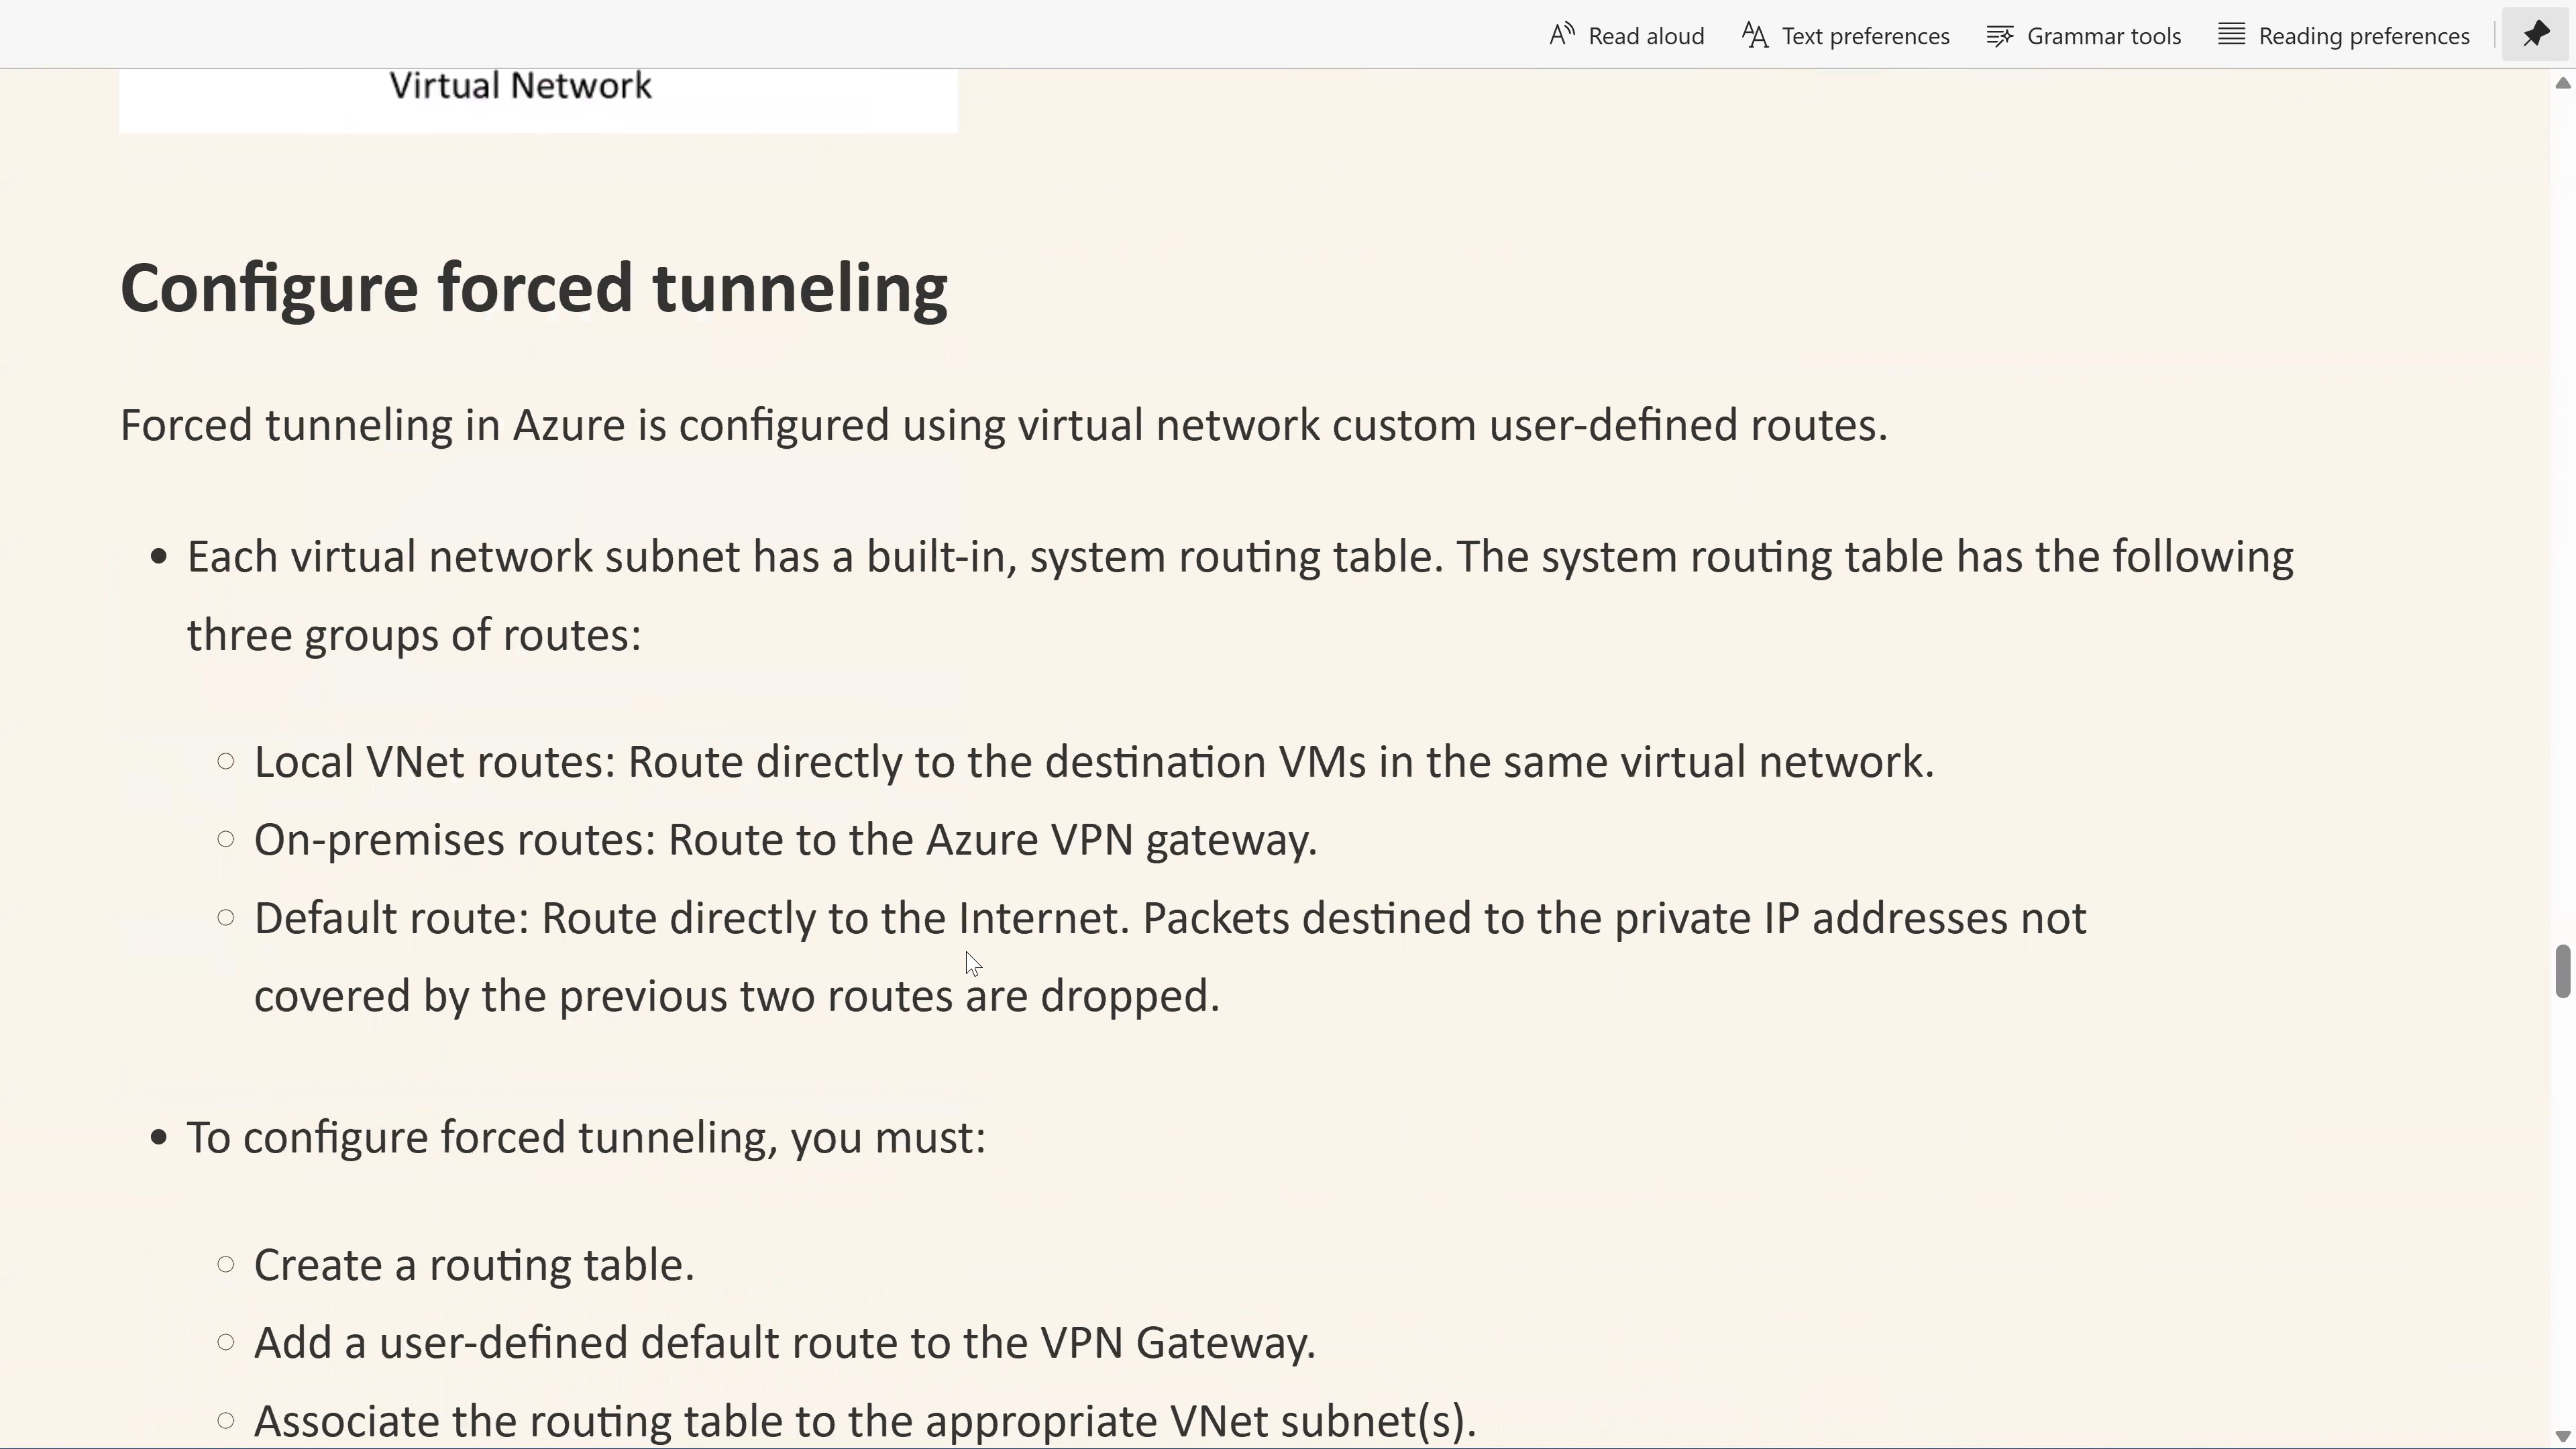 Read aloud
Text preferences
Grammar tools
Reading preferences
Virtual Network
Configure forced tunneling
Forced tunneling in Azure is configured using virtual network custom user-defined routes.
Each virtual network subnet has a built-in, system routing table. The system routing table has the following
three groups of routes:
Local VNet routes: Route directly to the destination VMs in the same virtual network.
On-premises routes: Route to the Azure VPN gateway.
Default route: Route directly to the Internet. Packets destined to the private IP addresses not
covered by the previous two routes are dropped.
To configure forced tunneling, you must:
Create a routing table.
Add a user-defined default route to the VPN Gateway.
Associate the routing table to the appropriate VNet subnet(s).